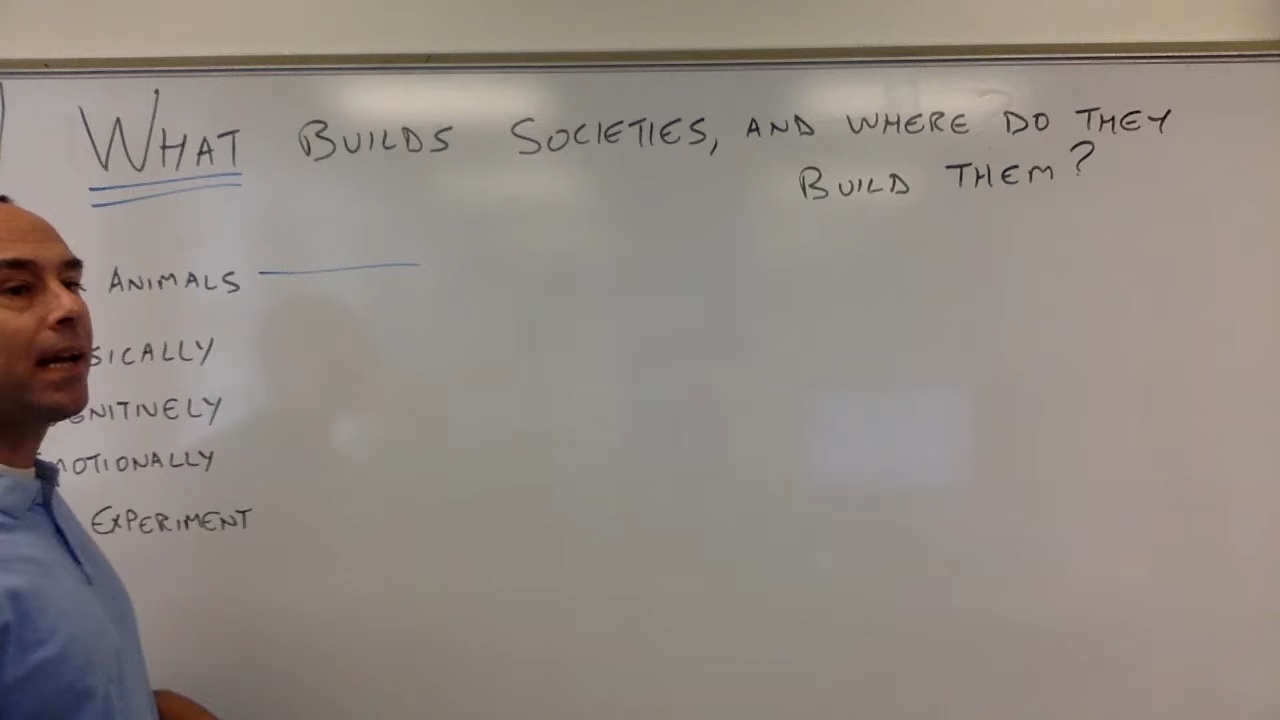 WHAT BUILDS SOCIETIES, AND WHERE DO THEY
BUILD THEM?
ANIMALS
SICALLY
GNITIVELY
MOTIONALLY
EXPERIMENT